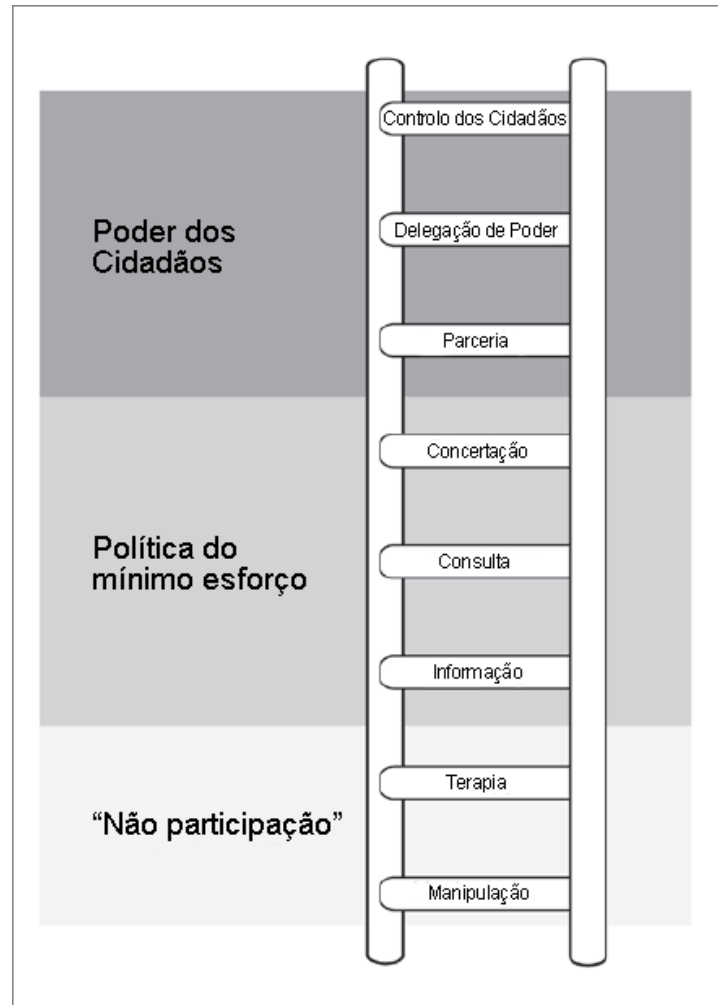 Controlo dos Cidadãos
Poder dos
Cidadãos
Delegação de Poder
Parceria
Concertação
Política do
mínimo esforço
Consulta
Informação
“Não participação”
Terapia
Manipulação